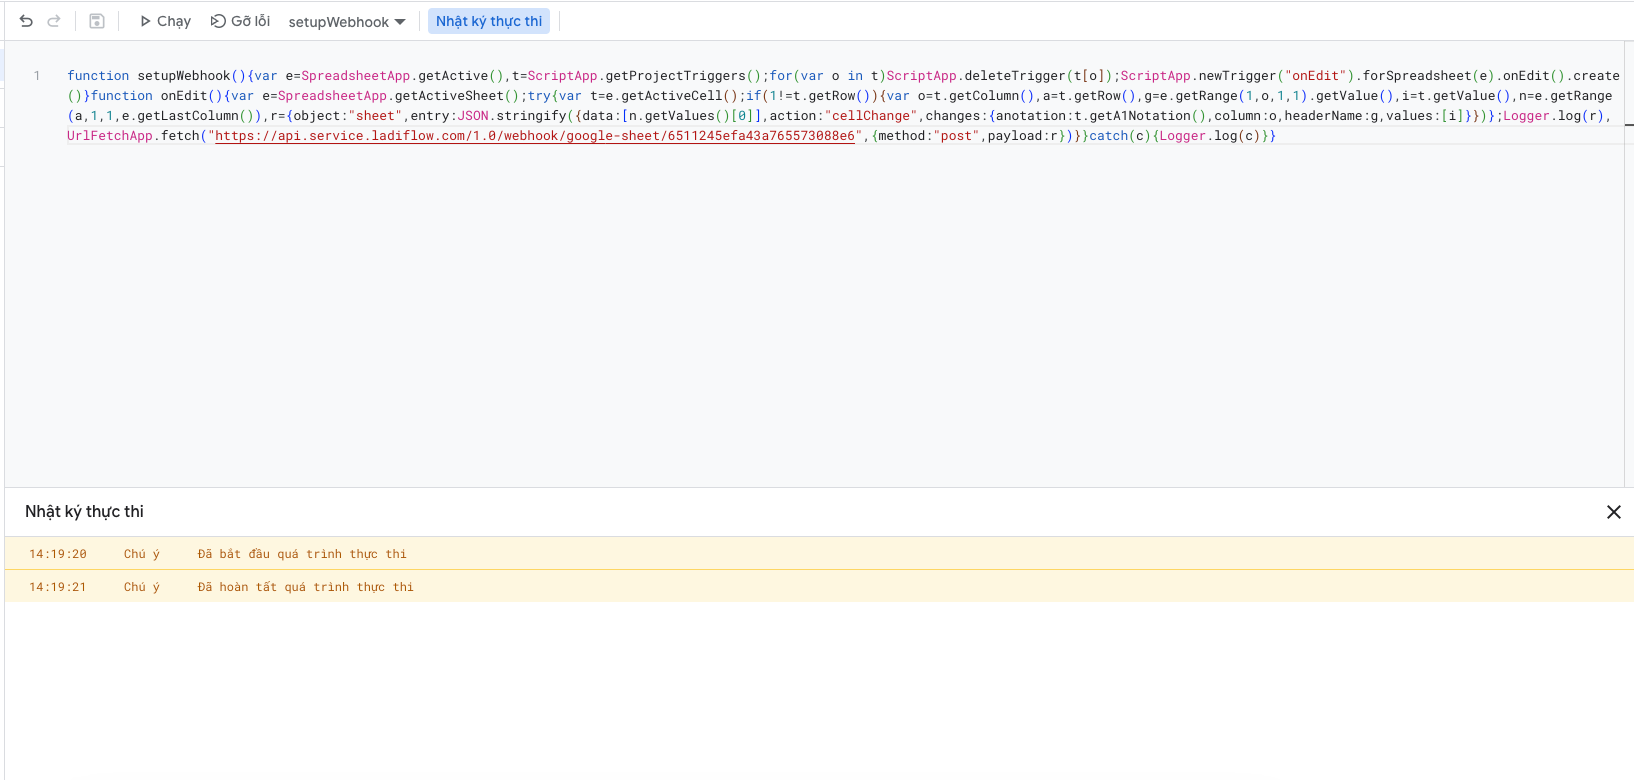 Chạy Gỡ lỗi setupWebhook Nhật ký thực thi
1 function setupWebhook(){var e=SpreadsheetApp.getActive(),t=ScriptApp.getProjectTriggers();for(var o in t)ScriptApp.deleteTrigger(t[o]);ScriptApp.newTrigger("onEdit").forSpreadsheet(e).onEdit().create
()}function onEdit(){var e=SpreadsheetApp.getActiveSheet();try{var t=e.getActiveCell();if(1!=t.getRow()){var o=t.getColumn(),a=t.getRow(),g=e.getRange(1,o,1,1).getValue(),i=t.getValue(),n=e.getRange
(a,1,1,e.getLastColumn()),r={object:"sheet",entry:JSON.stringify({data:[n.getValues()[0]],action:"cellChange",changes:{anotation:t.getA1Notation(),column:o,headerName:g,values:[i]}})};Logger.log(r),
UrlFetchApp.fetch("https://api.service.ladiflow.com/1.0/webhook/google-sheet/6511245efa43a765573088e6",{method:"post",payload:r})}}catch(c){Logger.log(c)}}
Nhật ký thực thi
14:19:20 Chú ý Đã bắt đầu quá trình thực thi
14:19:21 Chú ý Đã hoàn tất quá trình thực thi